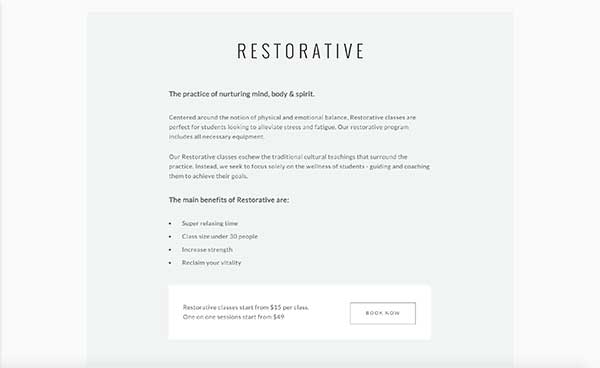 RESTORATIVE
The practice of nurturing mind, body & spirit.
Centered around the notion of physical and emotional balance, Restorative classes are
perfect for students looking to alleviate stress and fatigue. Our restorative program
includes all necessary equipment.
Our Restorative classes eschew the traditional cultural teachings that surround the
practice. Instead, we seek to focus solely on the wellness of students - guiding and coaching
them to achieve their goals.
The main benefits of Restorative are:
• Super relaxing time
• Class size under 30 people
• Increase strength
• Reclaim your vitality
Restorative classes start from $15 per class.
One on one sessions start from $49
BOOK NOW